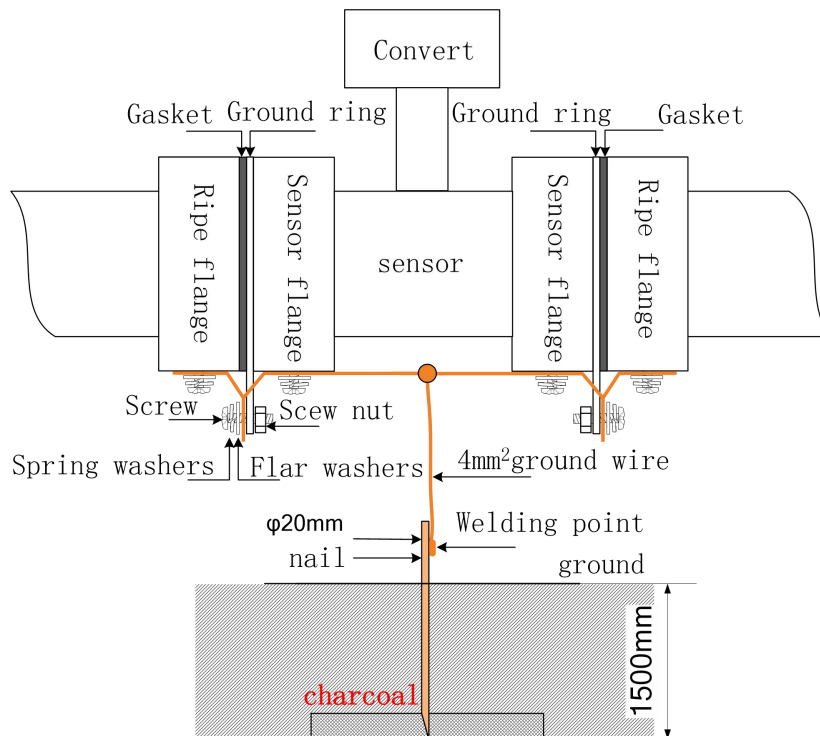 Convert
Gasket Ground ring
Ground ring Gasket
Ripe flange
Sensor flange
sensor
Sensor flange
Ripe flange
Screw
Scew nut
Spring washers
Flar washers
4mm²ground wire
φ20mm
Welding point
nail
ground
1500mm
charcoal